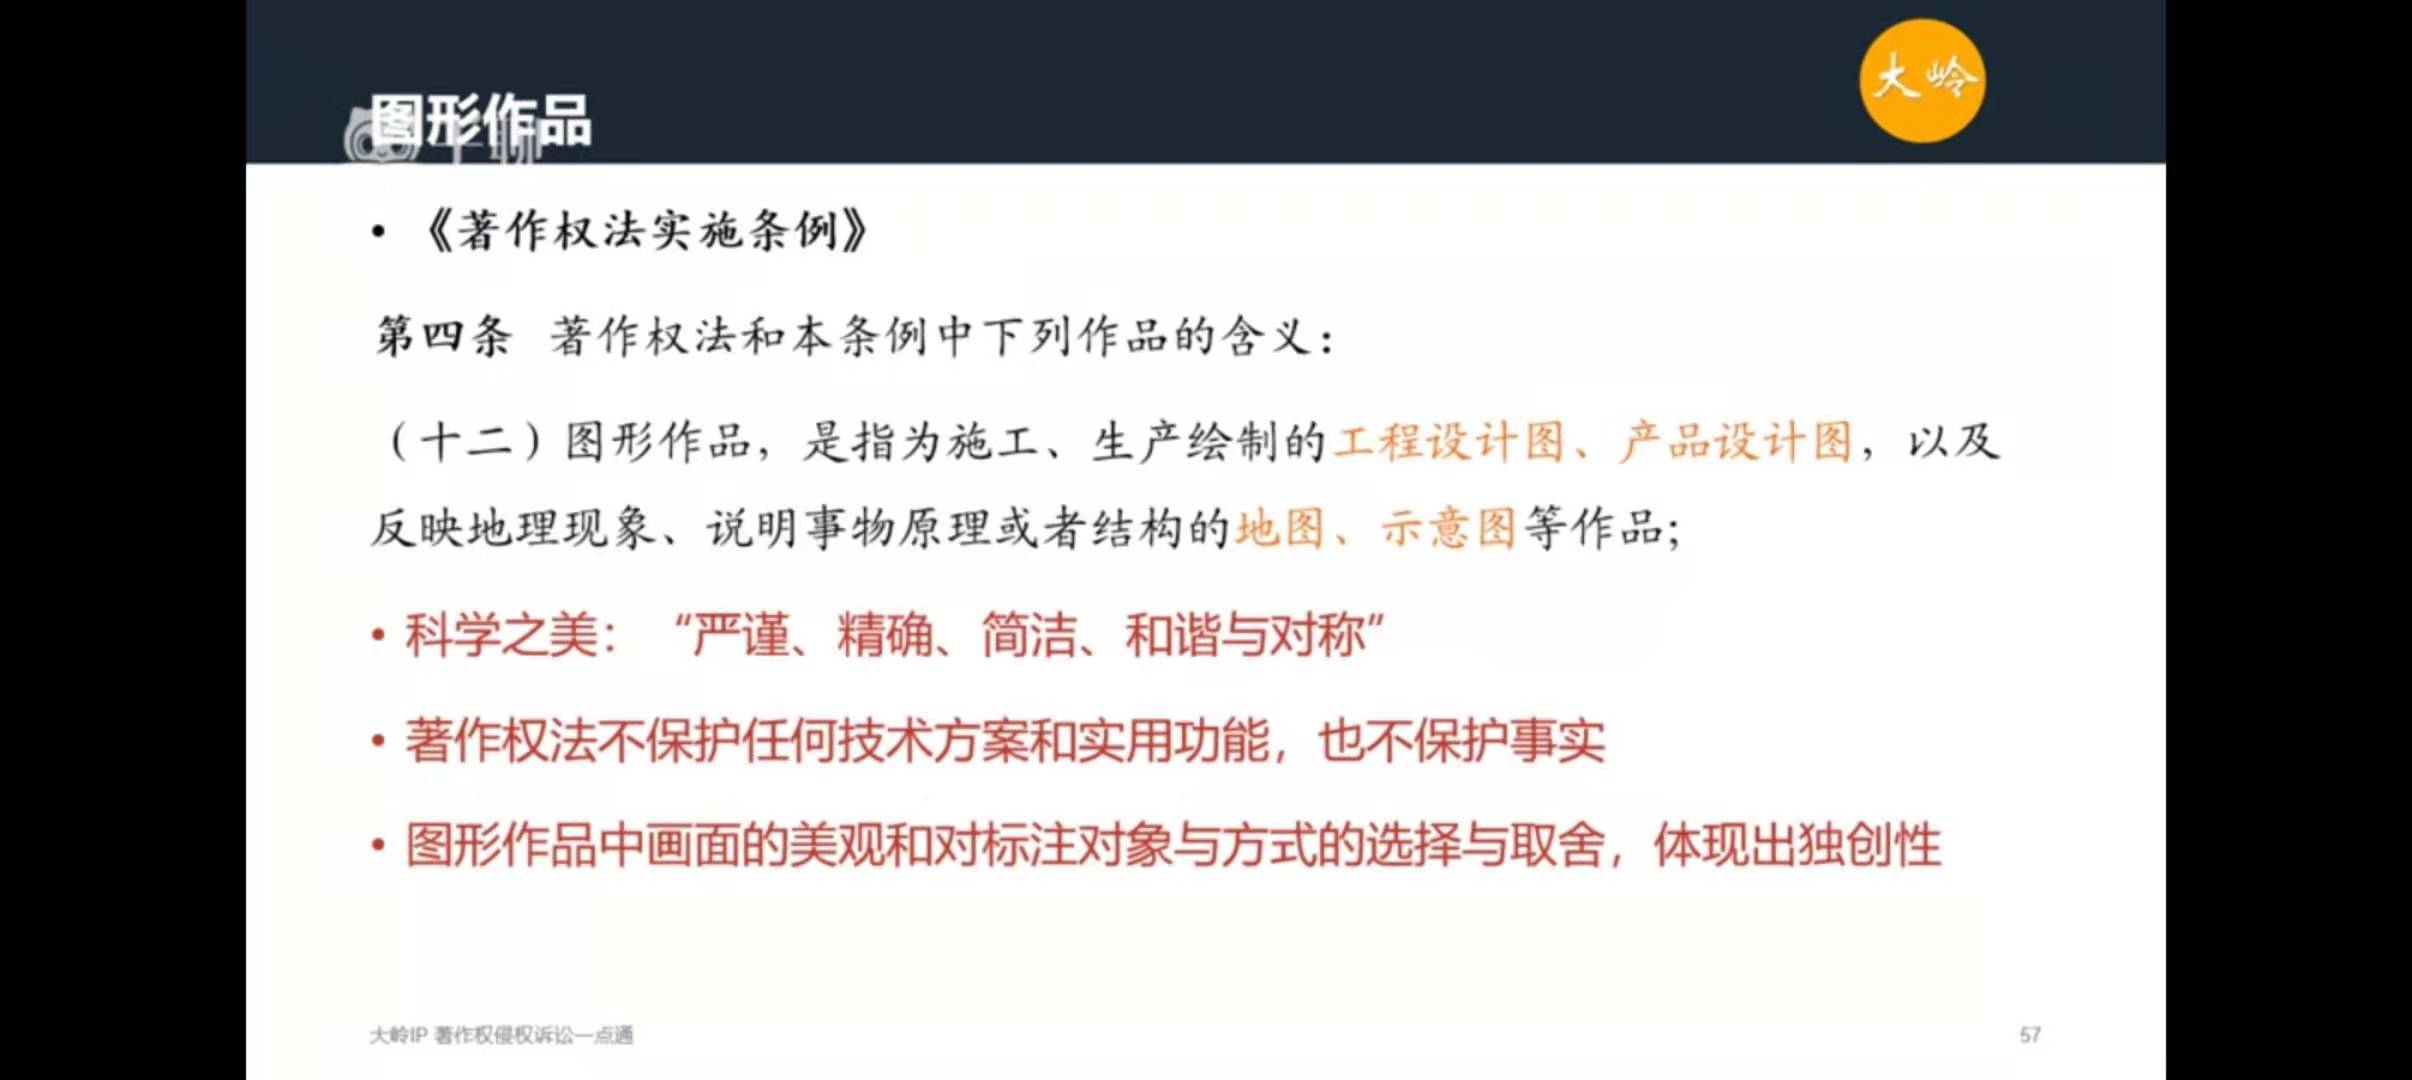 大岭
图形作品
千聊
• 《著作权法实施条例》
第四条 著作权法和本条例中下列作品的含义：
（十二）图形作品，是指为施工、生产绘制的工程设计图、产品设计图，以及
反映地理现象、说明事物原理或者结构的地图、示意图等作品；
• 科学之美：“严谨、精确、简洁、和谐与对称”
• 著作权法不保护任何技术方案和实用功能，也不保护事实
• 图形作品中画面的美观和对标注对象与方式的选择与取舍，体现出独创性
大岭IP 著作权侵权诉讼一点通
57